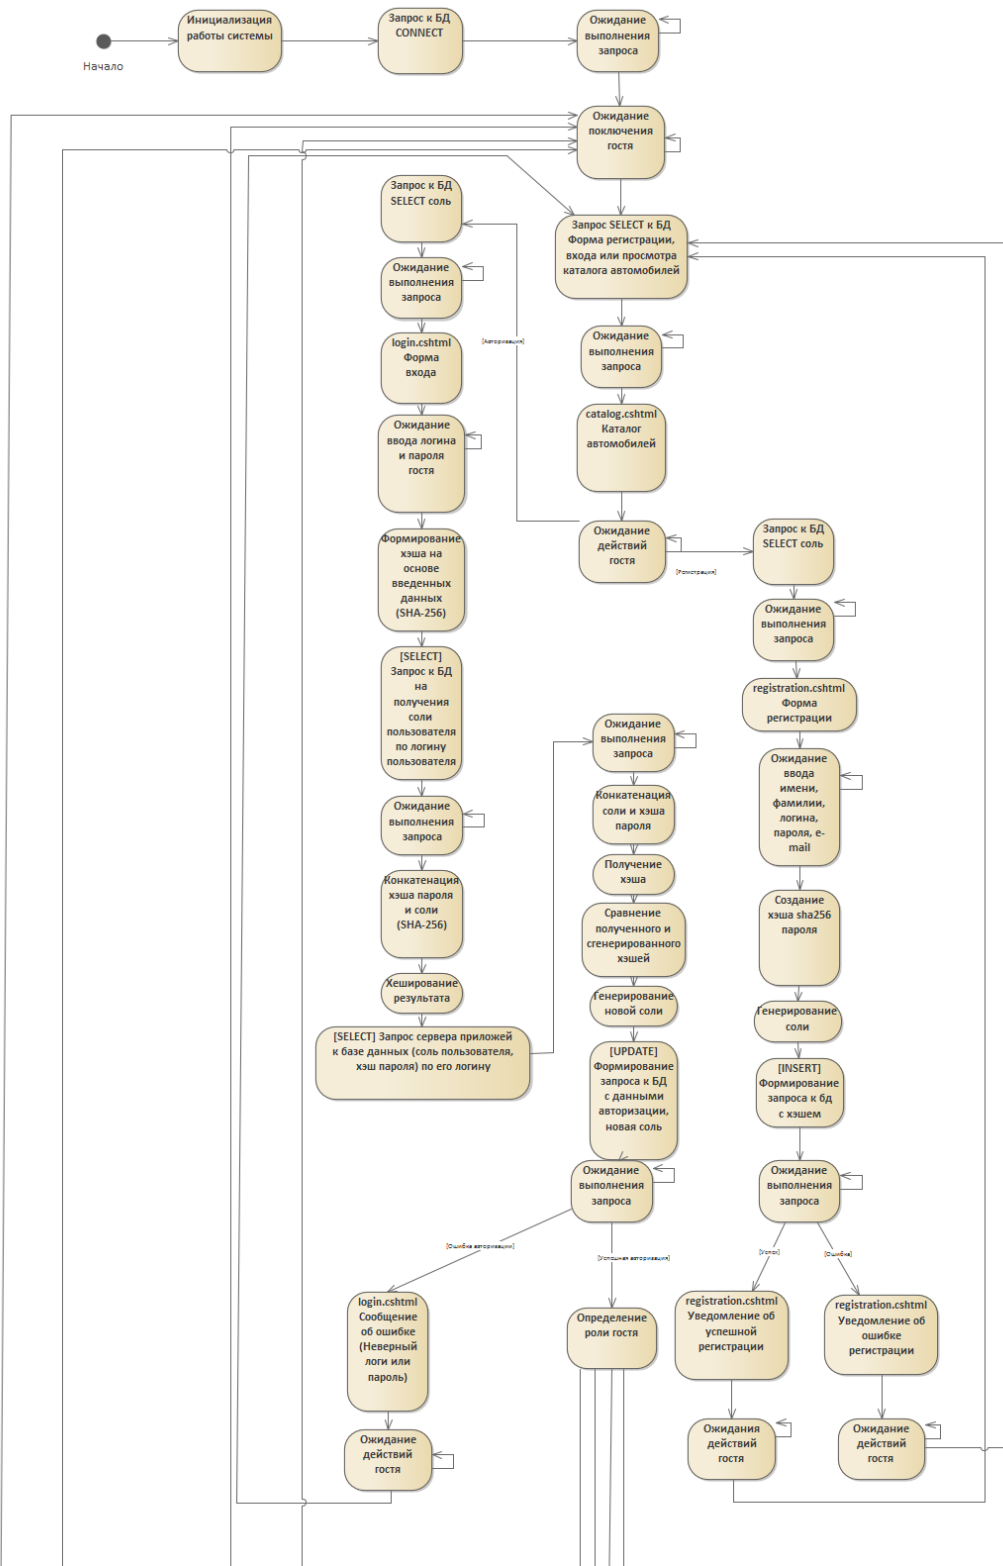 Начало
Инициализация
работы системы
Запрос к БД
CONNECT
Ожидание
выполнения
запроса
Ожидание
поключения
гостя
Запрос SELECT к БД
Форма регистрации,
входа или просмотра
каталога автомобилей
Ожидание
выполнения
запроса
catalog.cshtml
Каталог
автомобилей
Ожидание
действий
гостя
[Авторизация]
[Регистрация]
Запрос к БД
SELECT соль
Ожидание
выполнения
запроса
login.cshtml
Форма
входа
Ожидание
ввода логина
и пароля
гостя
Формирование
хэша на
основе
введенных
данных
(SHA-256)
[SELECT]
Запрос к БД
на
получения
соли
пользователя
по логину
пользователя
Ожидание
выполнения
запроса
Конкатенация
хэша пароля
и соли
(SHA-256)
Хеширование
результата
[SELECT] Запрос сервера приложей
к базе данных (соль пользователя,
хэш пароля) по его логину
Ожидание
выполнения
запроса
Конкатенация
соли и хэша
пароля
Получение
хэша
Сравнение
полученного и
сгенерированного
хэшей
Генерирование
новой соли
[UPDATE]
Формирование
запроса к БД
с данными
авторизации,
новая соль
Ожидание
выполнения
запроса
[Ошибка авторизации]
[Успешная авторизация]
login.cshtml
Сообщение
об ошибке
(Неверный
логи или
пароль)
Ожидание
действий
гостя
Определение
роли гостя
Запрос к БД
SELECT соль
Ожидание
выполнения
запроса
registration.cshtml
Форма
регистрации
Ожидание
ввода
имени,
фамилии,
логина,
пароля, e-
mail
Создание
хэша sha256
пароля
Генерирование
соли
[INSERT]
Формирование
запроса к бд
с хэшем
Ожидание
выполнения
запроса
[Успех]
[Ошибка]
registration.cshtml
Уведомление об
успешной
регистрации
Ожидания
действий
гостя
registration.cshtml
Уведомление об
ошибке
регистрации
Ожидание
действий
гостя